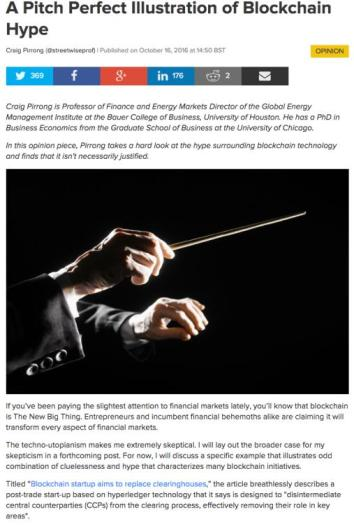 A Pitch Perfect Illustration of Blockchain
Hype
Craig Pirrong (@streetwiseprof) | Published on October 16, 2016 at 14:50 BST
OPINION
369
176
2
Craig Pirrong is Professor of Finance and Energy Markets Director of the Global Energy
Management Institute at the Bauer College of Business, University of Houston. He has a PhD in
Business Economics from the Graduate School of Business at the University of Chicago.
In this opinion piece, Pirrong takes a hard look at the hype surrounding blockchain technology
and finds that it isn't necessarily justified.
If you've been paying the slightest attention to financial markets lately, you'll know that blockchain
is The New Big Thing. Entrepreneurs and incumbent financial behemoths alike are claiming it will
transform every aspect of financial markets.
The techno-utopianism makes me extremely skeptical. I will lay out the broader case for my
skepticism in a forthcoming post. For now, I will discuss a specific example that illustrates odd
combination of cluelessness and hype that characterizes many blockchain initiatives.
Titled "Blockchain startup aims to replace clearinghouses," the article breathlessly describes a
post-trade start-up based on hyperledger technology that it says is designed to "disintermediate
central counterparties (CCPs) from the clearing process, effectively removing their role in key
areas".